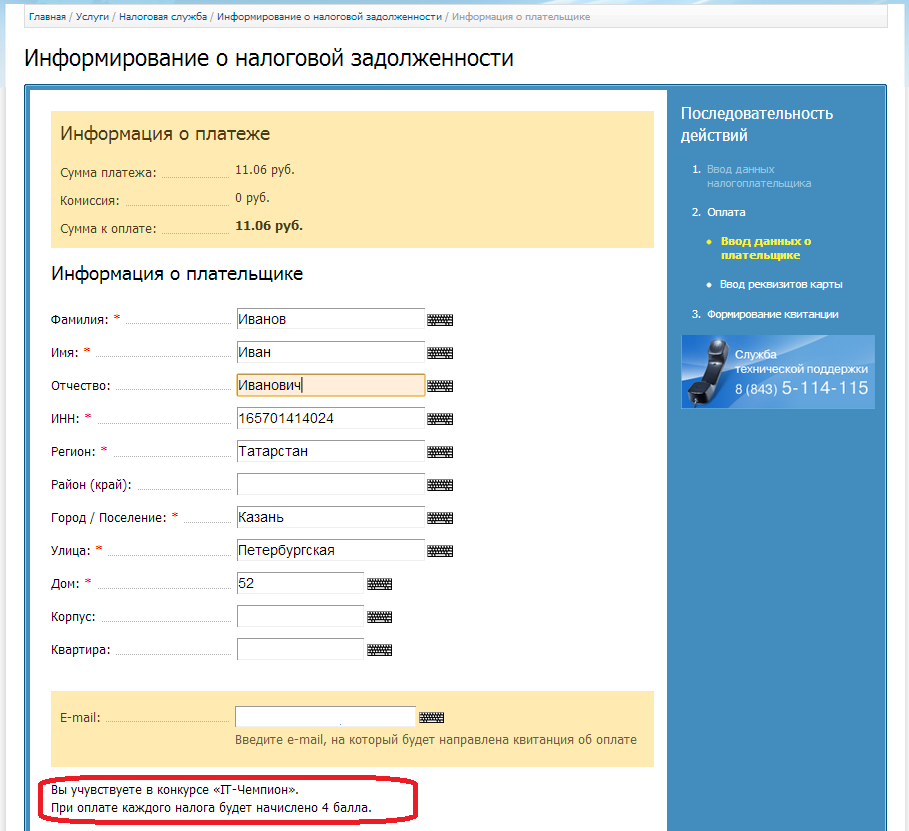 Главная / Услуги / Налоговая служба / Информирование о налоговой задолженности / Информация о плательщике
Информирование о налоговой задолженности
Информация о платеже
Сумма платежа: 11.06 руб.
Комиссия: 0 руб.
Сумма к оплате: 11.06 руб.
Информация о плательщике
Фамилия: * Иванов
Имя: * Иван
Отчество: Иванович
ИНН: * 165701414024
Регион: * Татарстан
Район (край):
Город / Поселение: * Казань
Улица: * Петербургская
Дом: * 52
Корпус:
Квартира:
E-mail:
Введите e-mail, на который будет направлена квитанция об оплате
Вы учувствуете в конкурсе «IT-Чемпион».
При оплате каждого налога будет начислено 4 балла.
Последовательность
действий
1. Ввод данных
налогоплательщика
2. Оплата
• Ввод данных о
плательщике
• Ввод реквизитов карты
3. Формирование квитанции
Служба
технической поддержки
8 (843) 5-114-115